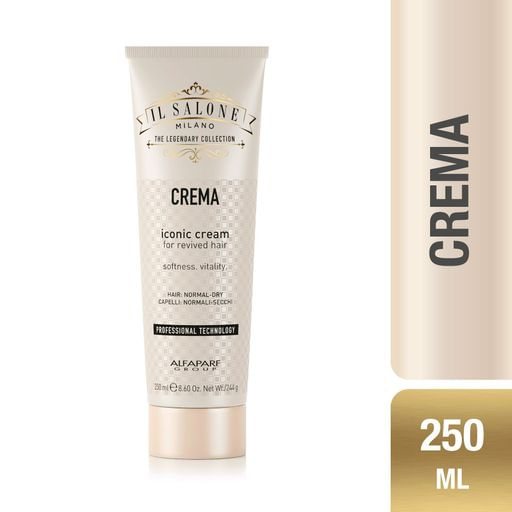 IL SALONE
MILANO
THE LEGENDARY COLLECTION
CREMA
iconic cream
for revived hair
softness. vitality.
HAIR: NORMAL-DRY
CAPELLI: NORMALI-SECCHI
PROFESSIONAL TECHNOLOGY
ALFAPARF
GROUP
250 ml ℮ 8.60 Oz. Net Wt/244 g
CREMA
250
ML